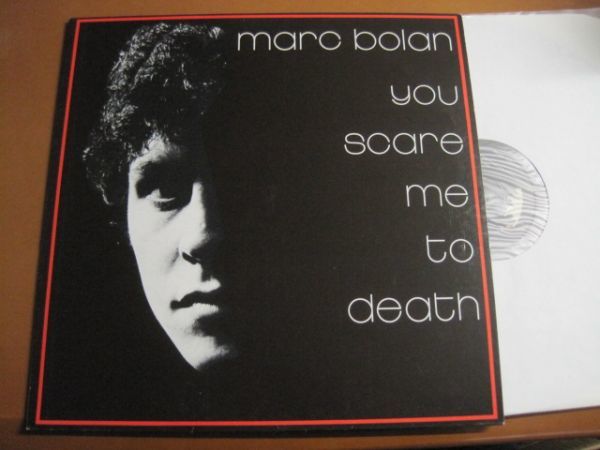 marc bolan
you
scare
me
to
death